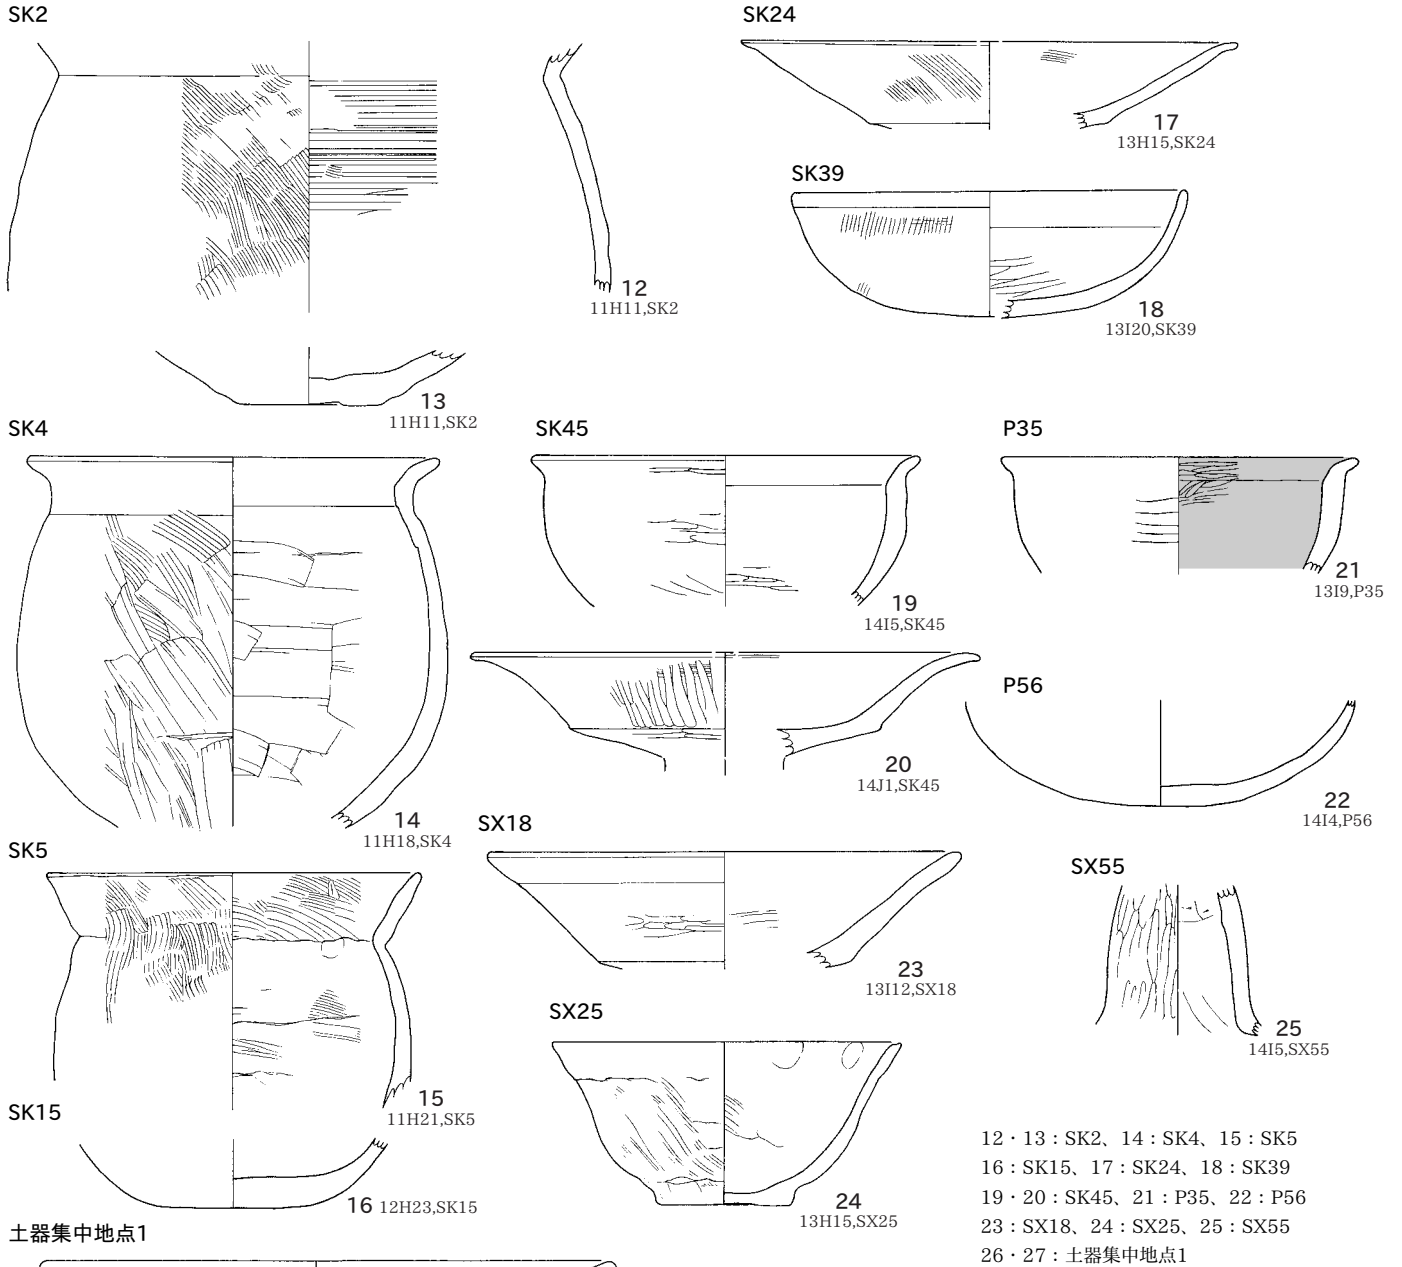 SK2
12
11H11,SK2
13
11H11,SK2
SK24
17
13H15,SK24
SK39
18
13I20,SK39
SK4
14
11H18,SK4
SK45
19
14I5,SK45
20
14J1,SK45
P35
21
13I9,P35
P56
22
14I4,P56
SK5
15
11H21,SK5
SX18
23
13I12,SX18
SX55
25
14I5,SX55
SX25
24
13H15,SX25
SK15
16 12H23,SK15
土器集中地点1
12・13：SK2、14：SK4、15：SK5
16：SK15、17：SK24、18：SK39
19・20：SK45、21：P35、22：P56
23：SX18、24：SX25、25：SX55
26・27：土器集中地点1